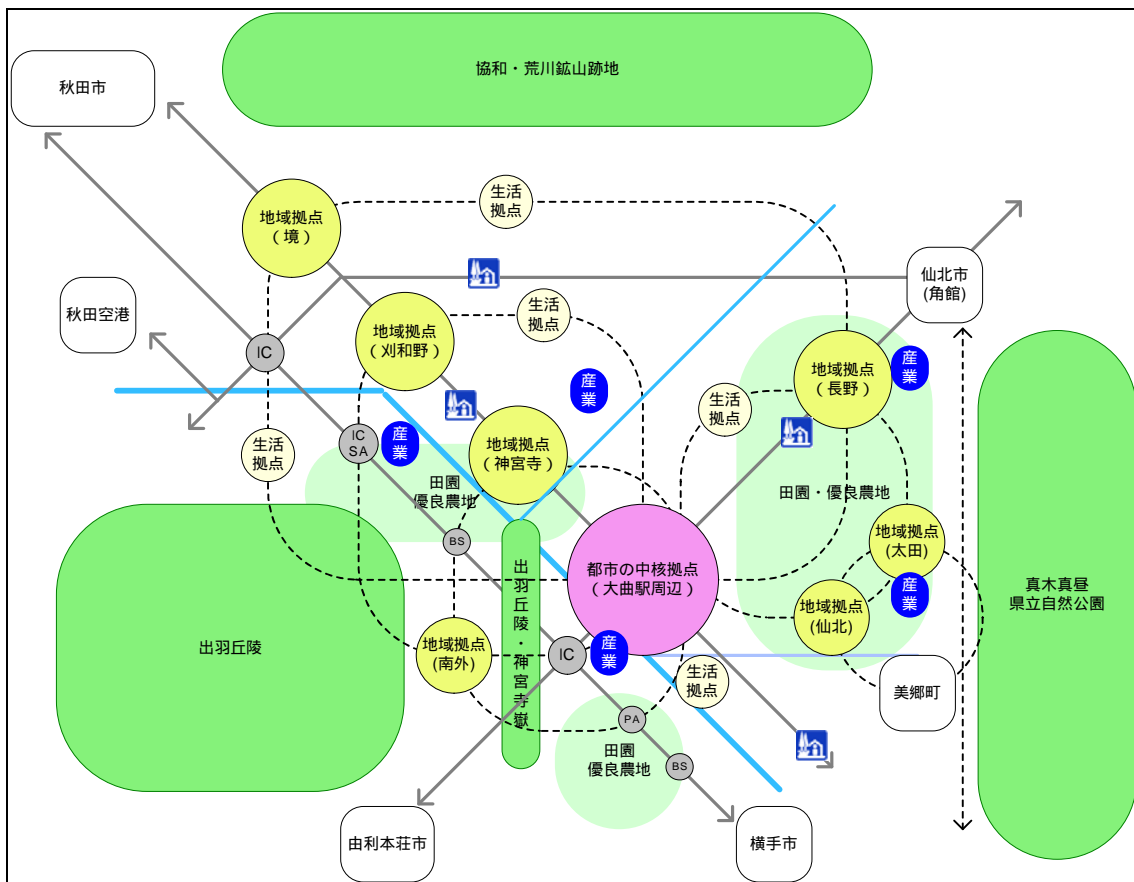 協和・荒川鉱山跡地
秋田市
生活
拠点
地域拠点
（境）
仙北市
(角館)
秋田空港
生活
拠点
地域拠点
（刈和野）
IC
地域拠点
（長野）
産
業
産
業
生活
拠点
IC
SA
産
業
生活
拠点
地域拠点
（神宮寺）
田園
優良農地
田園・優良農地
BS
地域拠点
(太田)
都市の中核拠点
（大曲駅周辺）
産
業
真木真昼
県立自然公園
地域拠点
(仙北)
出羽丘陵
出
羽
丘
陵
・
神
宮
寺
嶽
地域拠点
(南外)
IC
産
業
生活
拠点
美郷町
PA
田園
優良農地
BS
由利本荘市
横手市